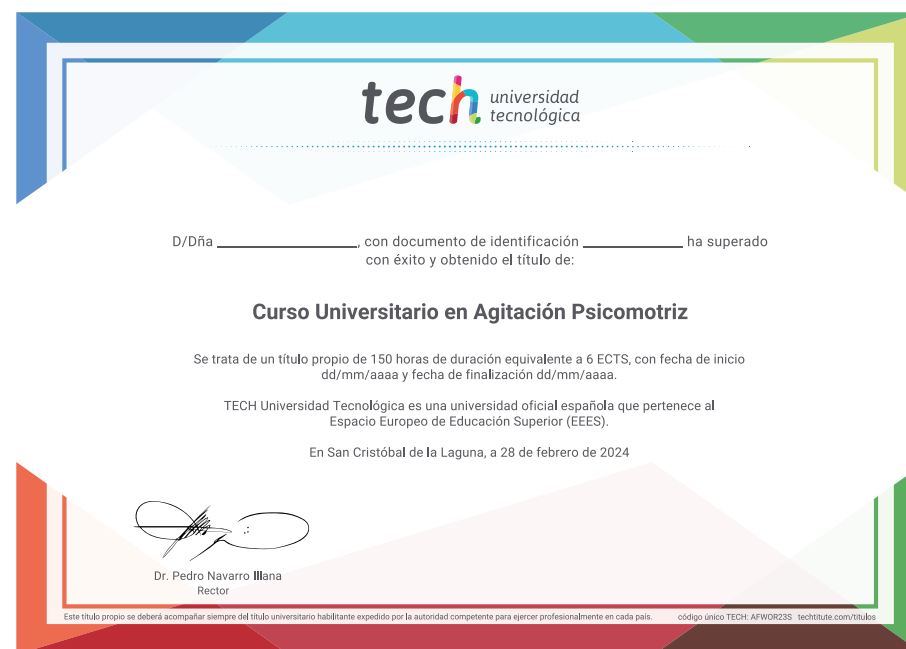 tech universidad
tecnológica
D/Dña ____________________, con documento de identificación ______________ ha superado
con éxito y obtenido el título de:
Curso Universitario en Agitación Psicomotriz
Se trata de un título propio de 150 horas de duración equivalente a 6 ECTS, con fecha de inicio
dd/mm/aaaa y fecha de finalización dd/mm/aaaa.
TECH Universidad Tecnológica es una universidad oficial española que pertenece al
Espacio Europeo de Educación Superior (EEES).
En San Cristóbal de la Laguna, a 28 de febrero de 2024
Dr. Pedro Navarro Illana
Rector
Este título propio se deberá acompañar siempre del título universitario habilitante expedido por la autoridad competente para ejercer profesionalmente en cada país. código único TECH: AFWOR23S techtitute.com/titulos